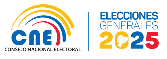 CNE
CONSEJO NACIONAL ELECTORAL
ELECCIONES
GENERALES
2025